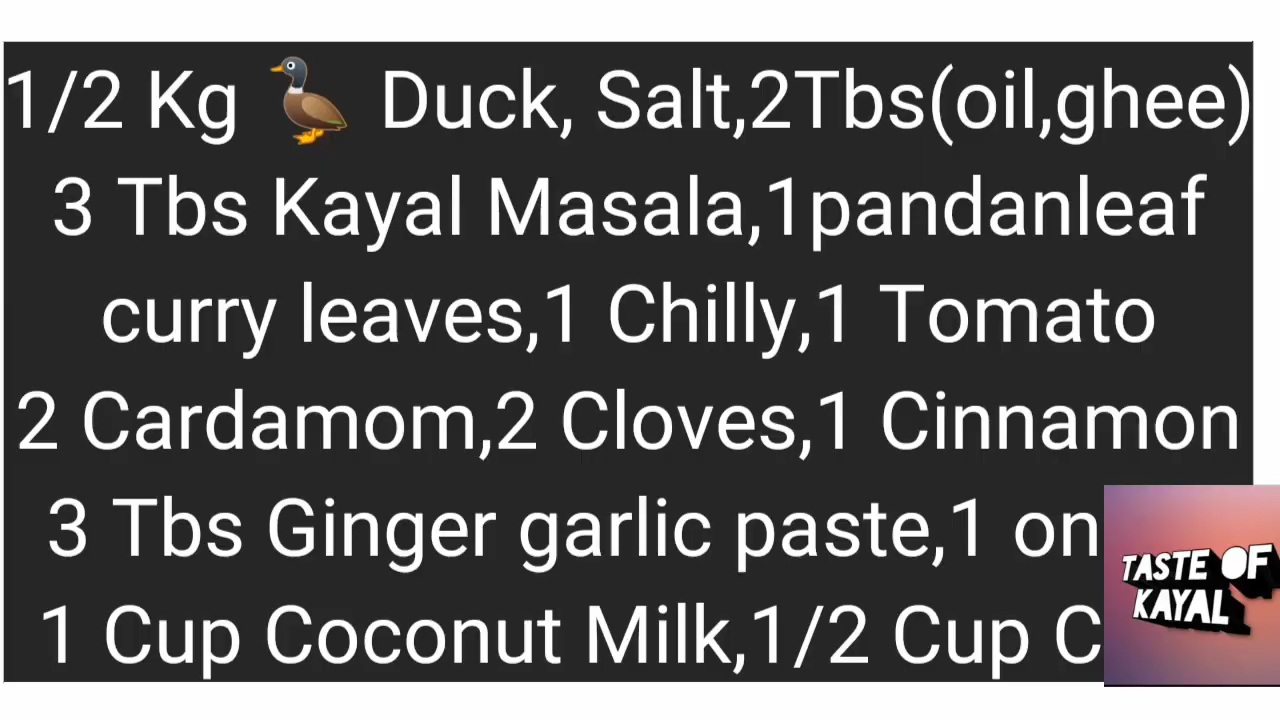 1/2 Kg 🦆 Duck, Salt,2Tbs(oil,ghee)
3 Tbs Kayal Masala,1pandanleaf
curry leaves,1 Chilly,1 Tomato
2 Cardamom,2 Cloves,1 Cinnamon
3 Tbs Ginger garlic paste,1
1 Cup Coconut Milk,1/2 Cup
TASTE OF
KAYAL